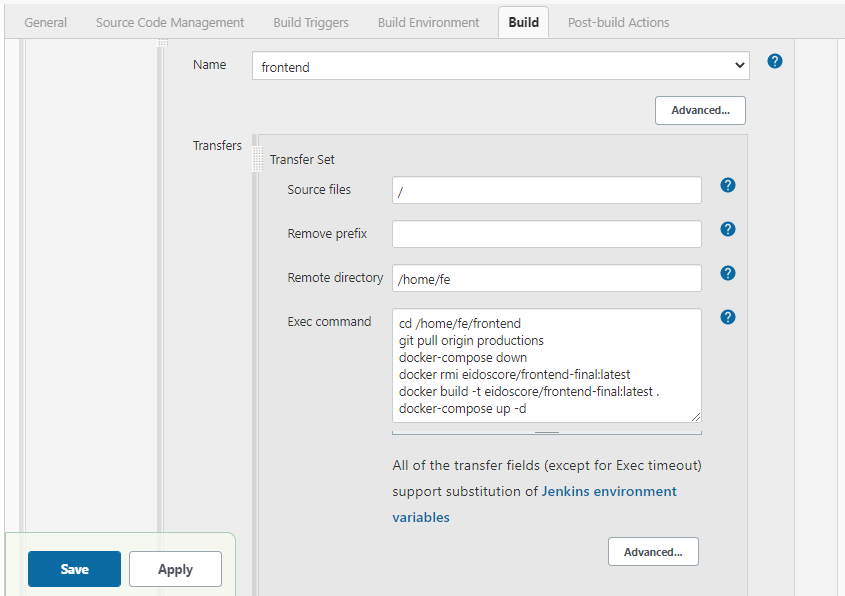 General Source Code Management Build Triggers Build Environment Build Post-build Actions
Name frontend ?
Advanced...
Transfers
Transfer Set
Source files / ?
Remove prefix ?
Remote directory /home/fe ?
Exec command ?
cd /home/fe/frontend
git pull origin productions
docker-compose down
docker rmi eidoscore/frontend-final:latest
docker build -t eidoscore/frontend-final:latest .
docker-compose up -d
All of the transfer fields (except for Exec timeout)
support substitution of Jenkins environment
variables
Advanced...
Save Apply